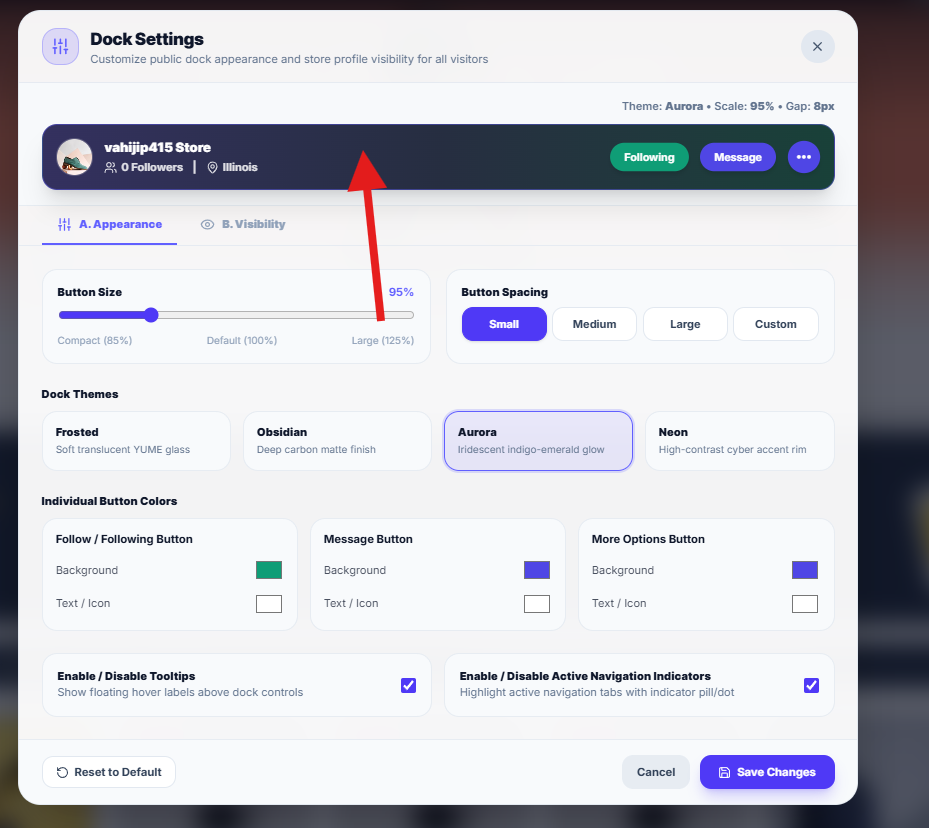 Dock Settings
Customize public dock appearance and store profile visibility for all visitors
Theme: Aurora • Scale: 95% • Gap: 8px
vahijip415 Store
0 Followers | Illinois
Following
Message
A. Appearance
B. Visibility
Button Size
95%
Compact (85%)
Default (100%)
Large (125%)
Button Spacing
Small
Medium
Large
Custom
Dock Themes
Frosted
Soft translucent YUME glass
Obsidian
Deep carbon matte finish
Aurora
Iridescent indigo-emerald glow
Neon
High-contrast cyber accent rim
Individual Button Colors
Follow / Following Button
Background
Text / Icon
Message Button
Background
Text / Icon
More Options Button
Background
Text / Icon
Enable / Disable Tooltips
Show floating hover labels above dock controls
Enable / Disable Active Navigation Indicators
Highlight active navigation tabs with indicator pill/dot
Reset to Default
Cancel
Save Changes